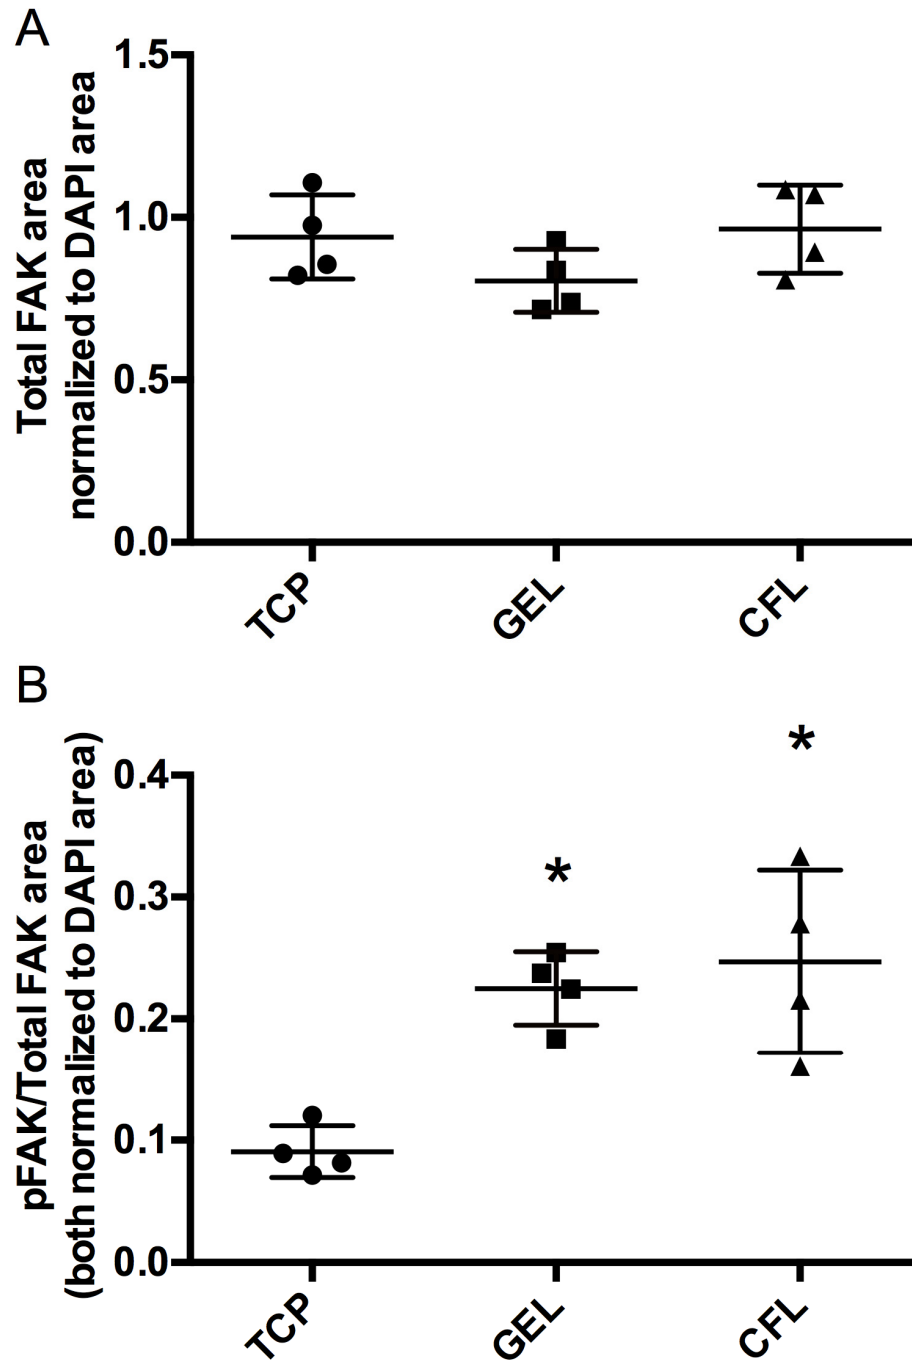 A
Total FAK area
normalized to DAPI area
1.5
1.0
0.5
0.0
TCP
GEL
CFL
B
pFAK/Total FAK area
(both normalized to DAPI area)
0.4
0.3
0.2
0.1
0.0
*
*
TCP
GEL
CFL